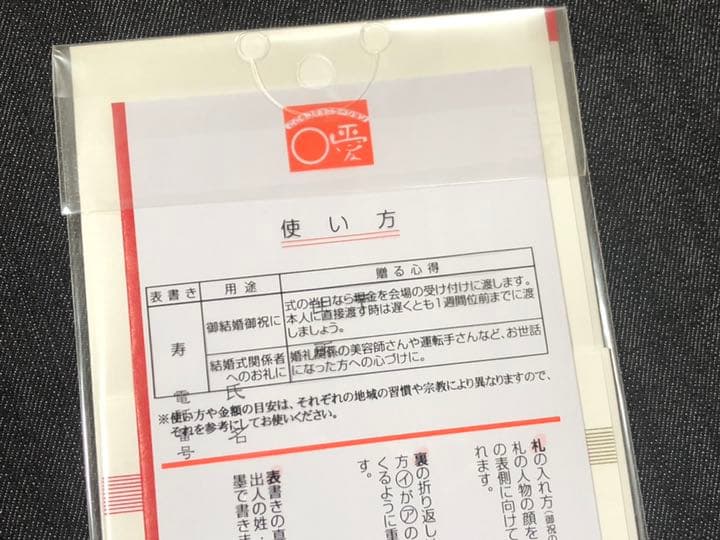 愛
使い方
表書き 用途 贈る心得
寿
御結婚御祝に
式の当日なら現金を会場の受け付けに渡します。
本人に直接渡す時は遅くとも1週間位前までに渡
しましょう。
結婚式関係者
へのお礼に
婚礼関係の美容師さんや運転手さんなど、お世話
になった方への心づけに。
※使い方や金額の目安は、それぞれの地域の習慣や宗教により異なりますので、
それを参考にしてお使いください。
氏名
電話番号
札の入れ方(御祝の
札の人物の顔を
の表側に向けて
れます。
裏の折り返し
方㋑が㋐の
くるように重
す。
表書きの真
出人の姓・
墨で書きま